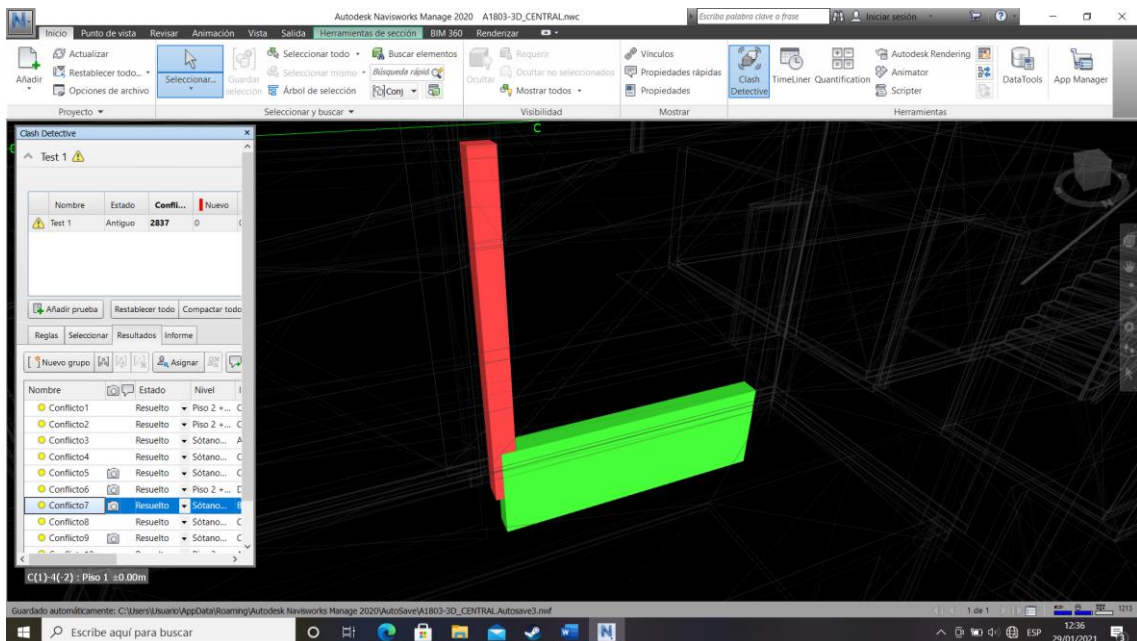 Autodesk Navisworks Manage 2020 A1803-3D_CENTRAL.nwc
Escriba palabra clave o frase
Iniciar sesión
Inicio Punto de vista Revisar Animación Vista Salida Herramientas de sección BIM 360 Renderizar
Añadir
Actualizar
Restablecer todo...
Opciones de archivo
Proyecto
Seleccionar...
Guardar selección
Seleccionar todo
Seleccionar mismo
Árbol de selección
Buscar elementos
Búsqueda rápid
Conj
Seleccionar y buscar
Ocultar
Requerir
Ocultar no seleccionados
Mostrar todos
Visibilidad
Vínculos
Propiedades rápidas
Propiedades
Mostrar
Clash Detective
TimeLiner
Quantification
Autodesk Rendering
Animator
Scripter
DataTools
App Manager
Herramientas
Clash Detective
Test 1
Nombre Estado Confli... Nuevo
Test 1 Antiguo 2837 0
Añadir prueba Restablecer todo Compactar todo
Reglas Seleccionar Resultados Informe
Nuevo grupo Asignar
Nombre Estado Nivel
Conflicto1 Resuelto Piso 2 +... C
Conflicto2 Resuelto Piso 2 +... C
Conflicto3 Resuelto Sótano... A
Conflicto4 Resuelto Sótano... C
Conflicto5 Resuelto Sótano... C
Conflicto6 Resuelto Piso 2 +... D
Conflicto7 Resuelto Sótano...
Conflicto8 Resuelto Sótano... C
Conflicto9 Resuelto Sótano... C
C
C(1)-4(-2) : Piso 1 ±0.00m
Guardado automáticamente: C:\Users\Usuario\AppData\Roaming\Autodesk Navisworks Manage 2020\AutoSave\A1803-3D_CENTRAL.Autosave3.nwf
1 de 1
1213
Escribe aquí para buscar
ESP
12:36
29/01/2021